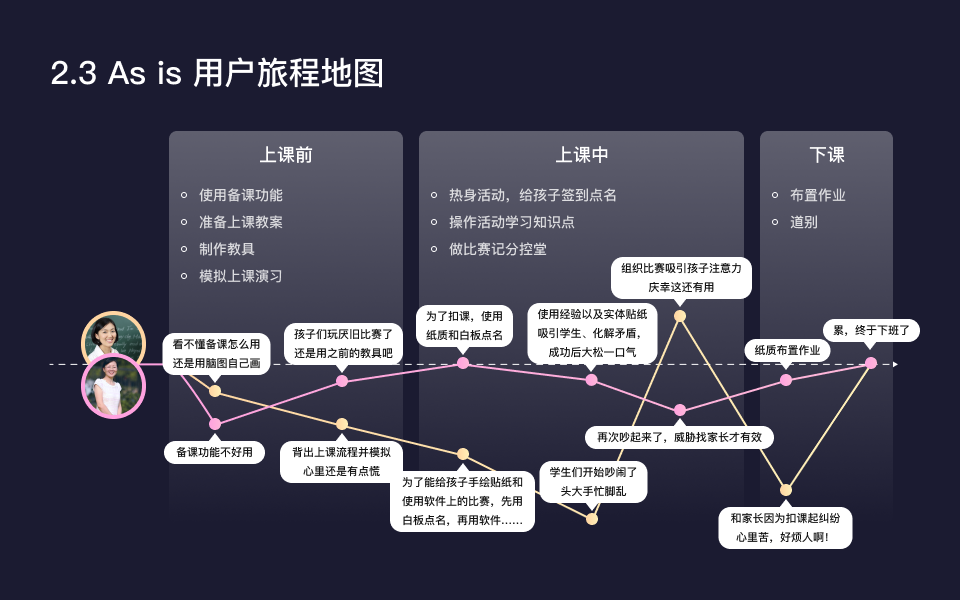 2.3 As is 用户旅程地图
上课前
使用备课功能
准备上课教案
制作教具
模拟上课演习
上课中
热身活动，给孩子签到点名
操作活动学习知识点
做比赛记分控堂
下课
布置作业
道别
组织比赛吸引孩子注意力
庆幸这还有用
为了扣课，使用
纸质和白板点名
使用经验以及实体贴纸
吸引学生、化解矛盾，
成功后大松一口气
孩子们玩厌旧比赛了
还是用之前的教具吧
看不懂备课怎么用
还是用脑图自己画
累，终于下班了
纸质布置作业
再次吵起来了，威胁找家长才有效
备课功能不好用
背出上课流程并模拟
心里还是有点慌
为了能给孩子手绘贴纸和
使用软件上的比赛，先用
白板点名，再用软件……
学生们开始吵闹了
头大手忙脚乱
和家长因为扣课起纠纷
心里苦，好烦人啊！